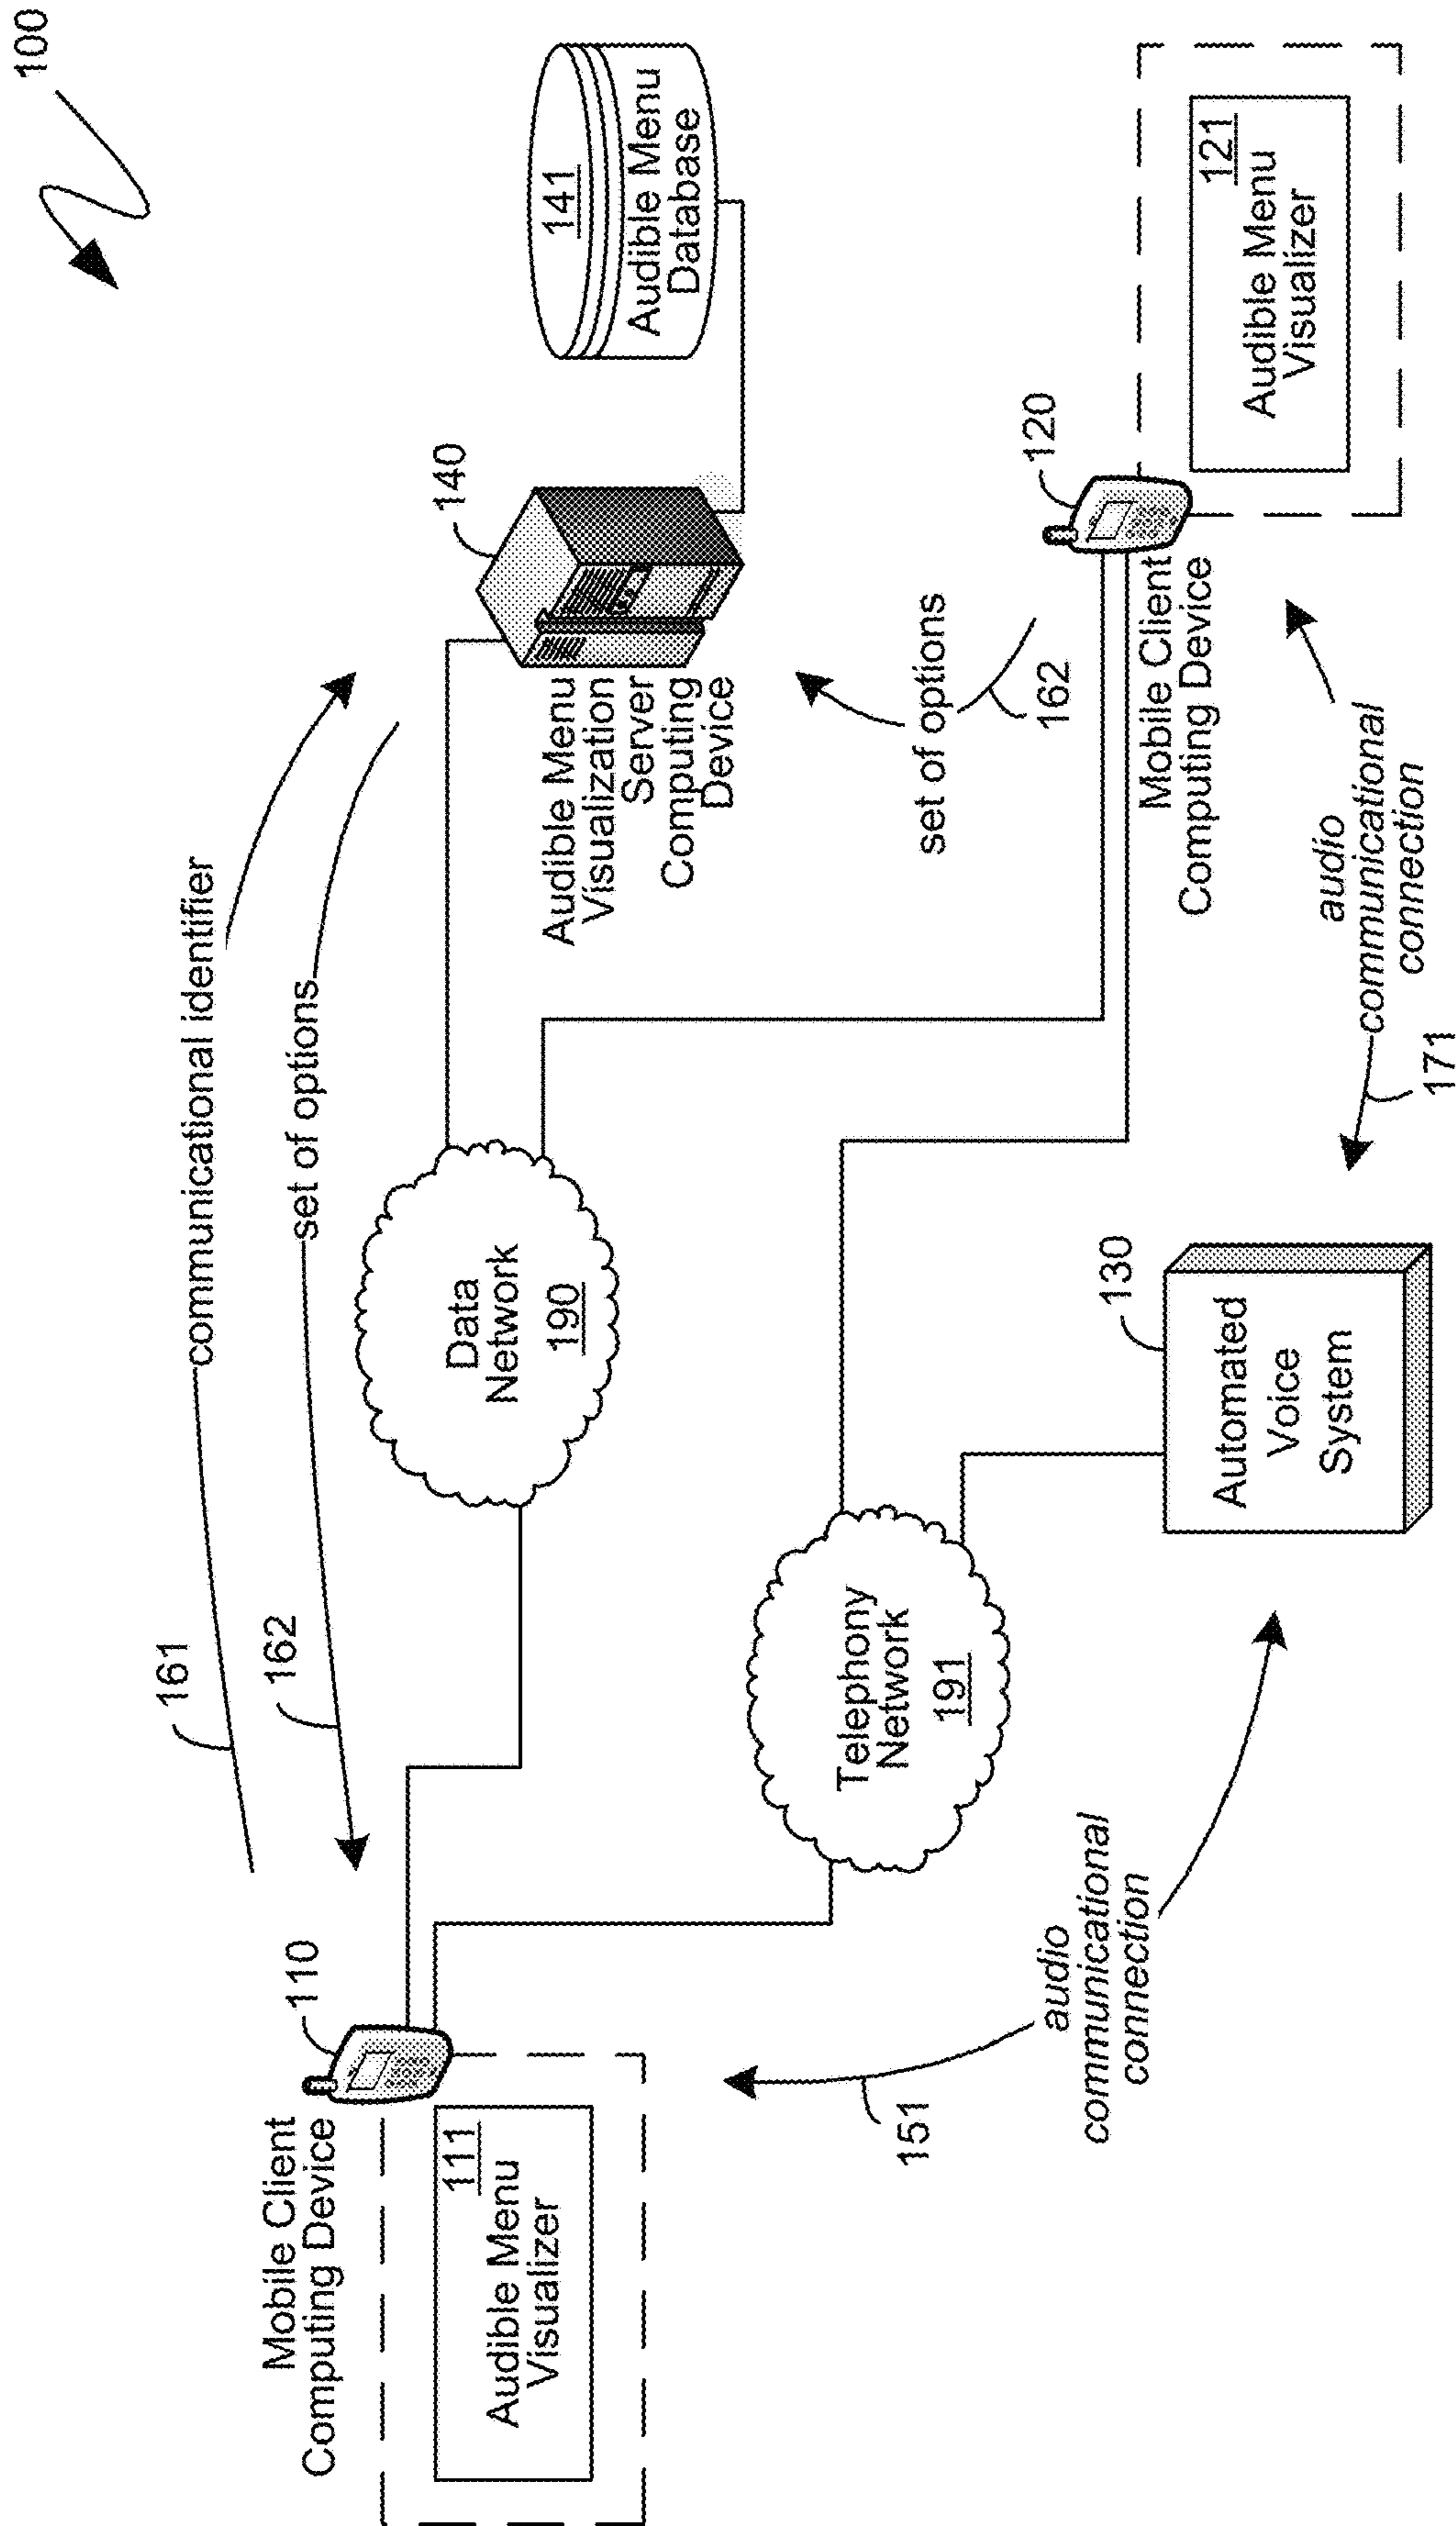 100
161
communicational identifier
162
set of options
Mobile Client
Computing Device
110
111
Audible Menu
Visualizer
Data
Network
190
140
Audible Menu
Visualization
Server
Computing
Device
141
Audible Menu
Database
Telephony
Network
191
set of options
162
120
Mobile Client
Computing Device
121
Audible Menu
Visualizer
151
audio
communicational
connection
130
Automated
Voice
System
audio
communicational
connection
171